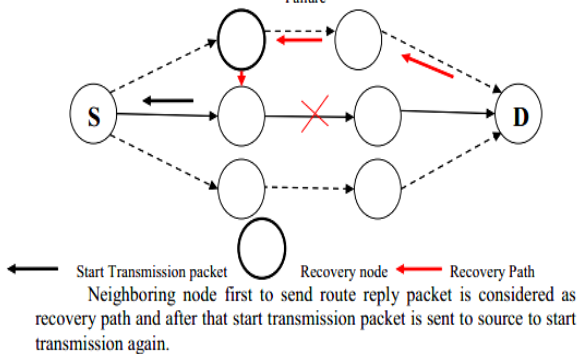 Failure
S
D
Start Transmission packet
Recovery node
Recovery Path
Neighboring node first to send route reply packet is considered as
recovery path and after that start transmission packet is sent to source to start
transmission again.